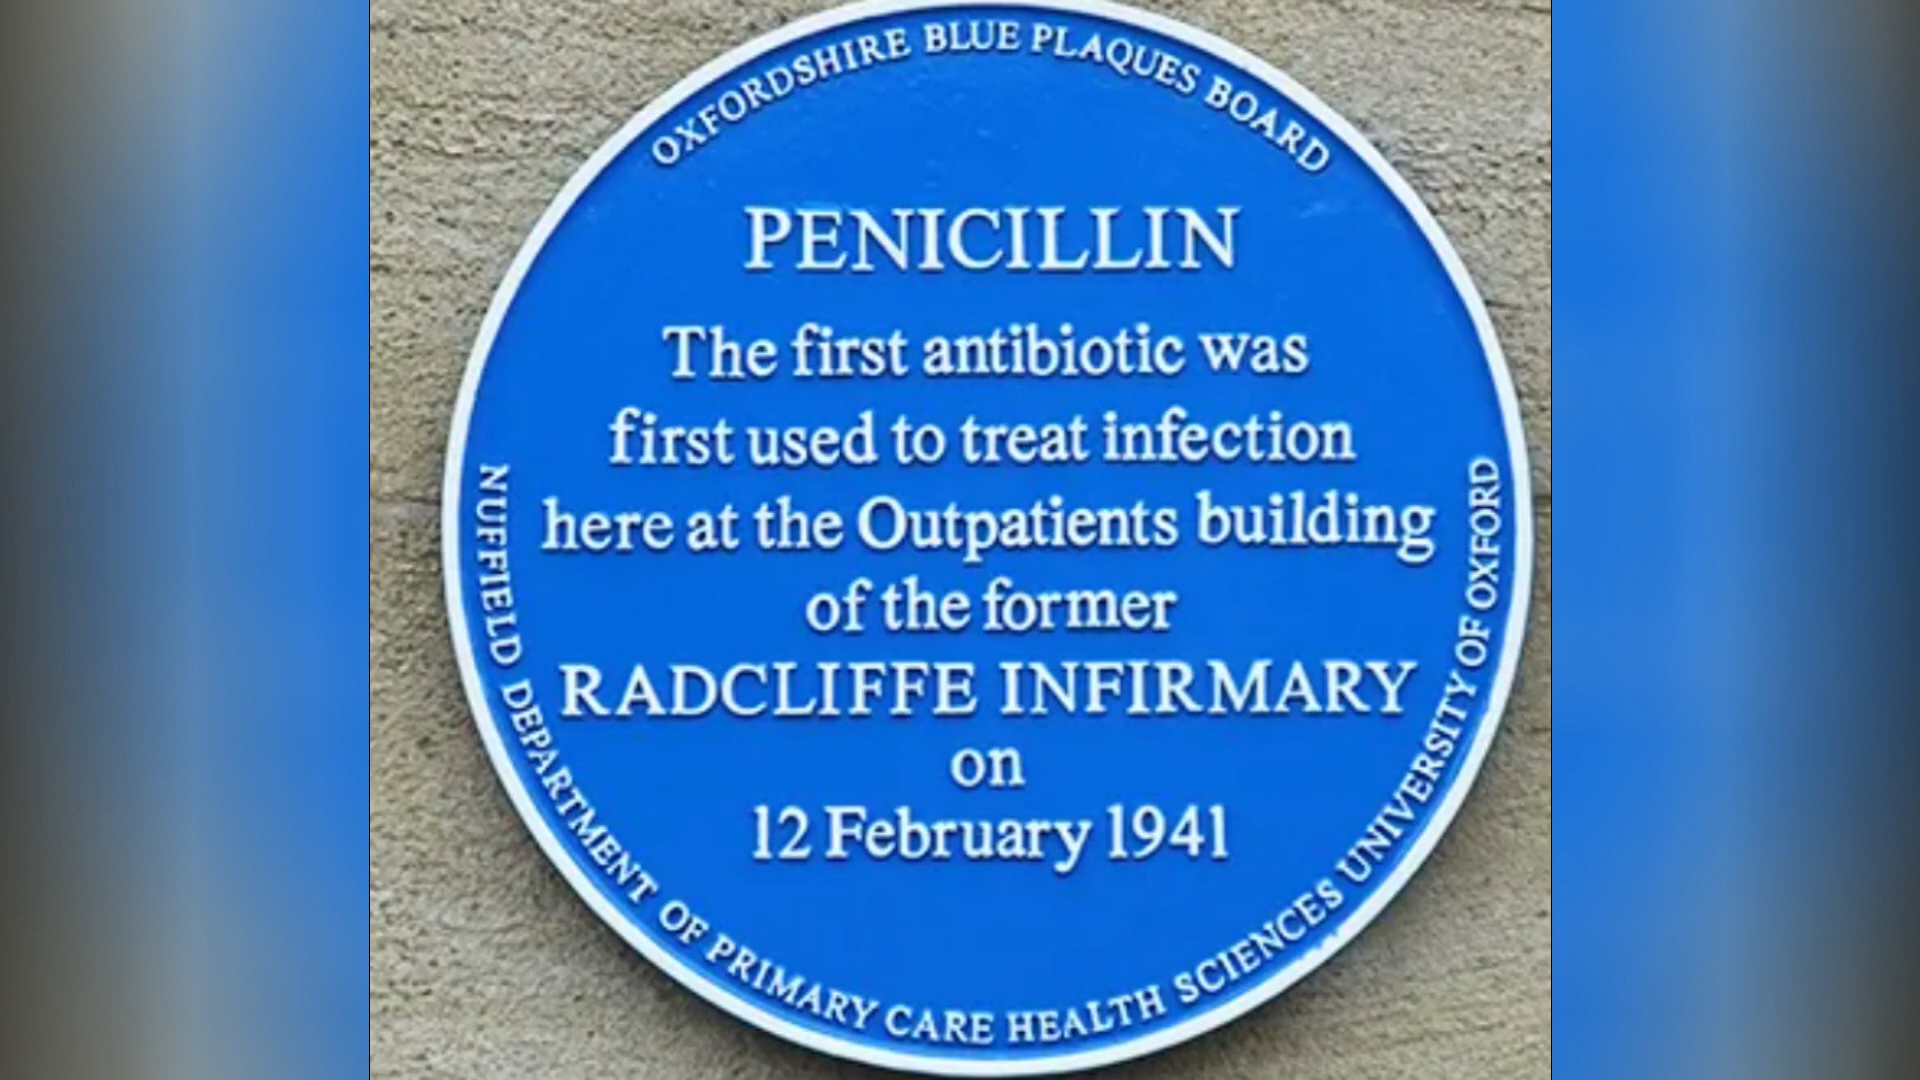 OXFORDSHIRE BLUE PLAQUES BOARD
PENICILLIN
The first antibiotic was
first used to treat infection
here at the Outpatients building
of the former
RADCLIFFE INFIRMARY
on
12 February 1941
NUFFIELD DEPARTMENT OF PRIMARY CARE HEALTH SCIENCES UNIVERSITY OF OXFORD